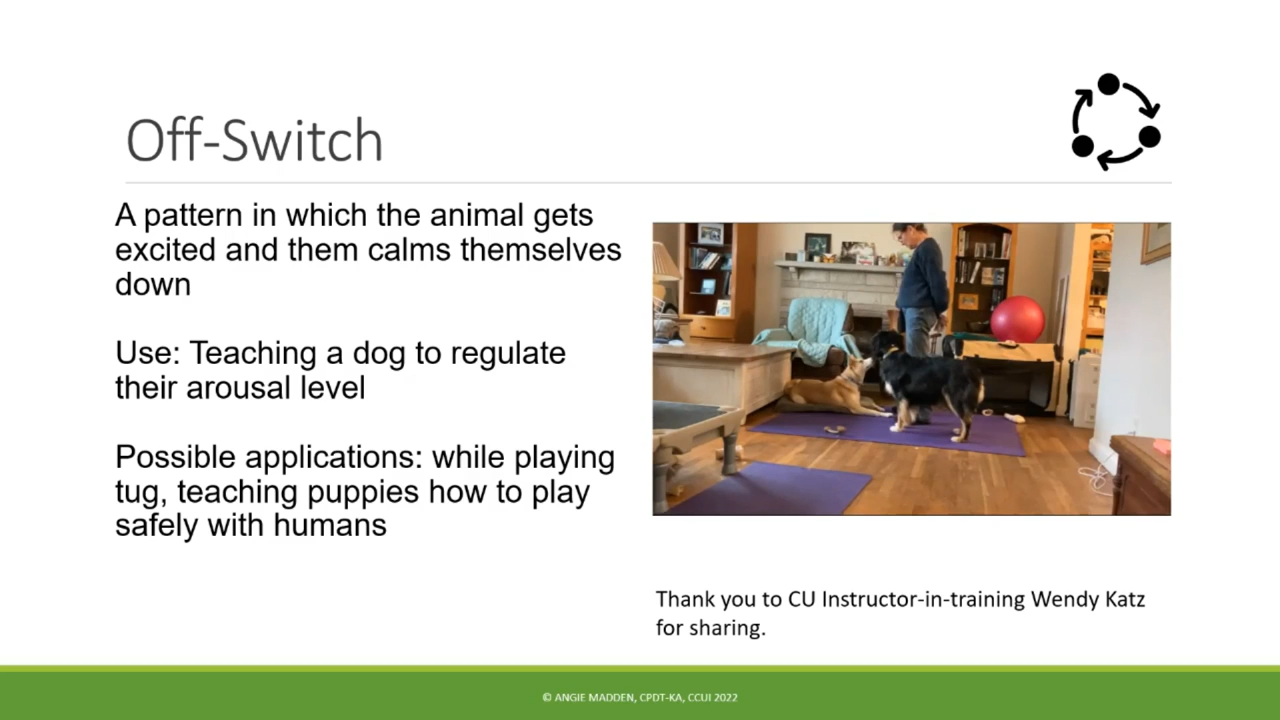 Off-Switch
A pattern in which the animal gets
excited and them calms themselves
down
Use: Teaching a dog to regulate
their arousal level
Possible applications: while playing
tug, teaching puppies how to play
safely with humans
Thank you to CU Instructor-in-training Wendy Katz
for sharing.
© ANGIE MADDEN, CPDT-KA, CCUI 2022